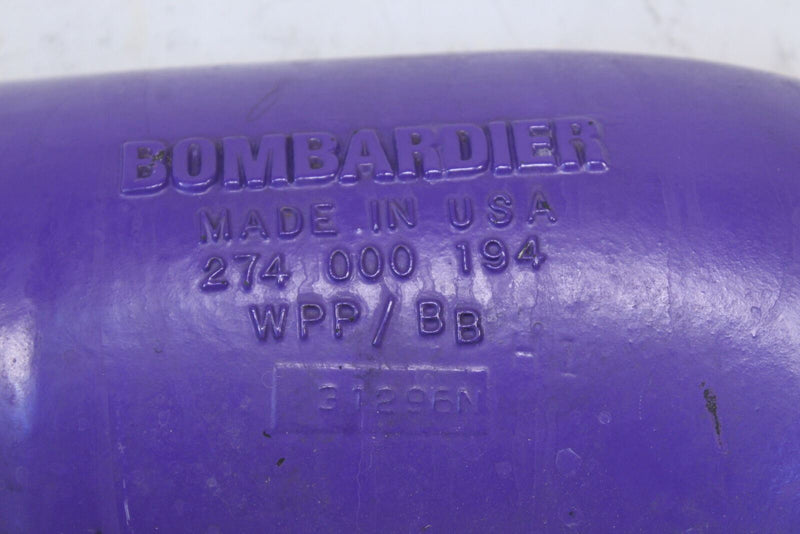 BOMBARDIER
MADE IN USA
274 000 194
WPP/BB
31296N